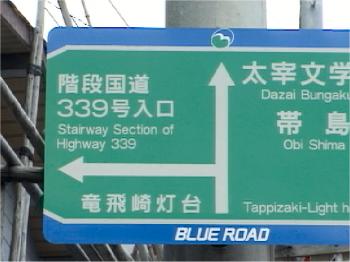 階段国道
339号入口
Stairway Section of
Highway 339
竜飛崎灯台
太宰文学
Dazai Bungaku
帯島
Obi Shima
Tappizaki-Light h
BLUE ROAD